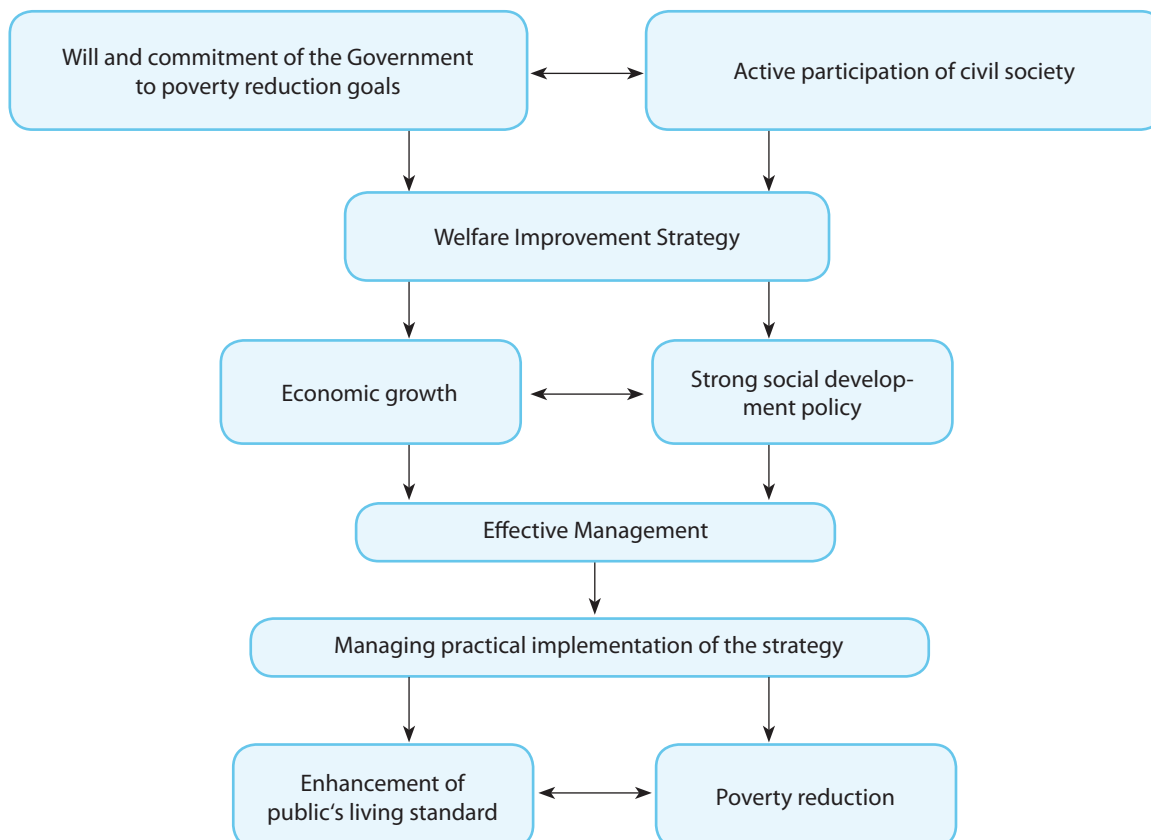 Will and commitment of the Government
to poverty reduction goals
Active participation of civil society
Welfare Improvement Strategy
Economic growth
Strong social develop-
ment policy
Effective Management
Managing practical implementation of the strategy
Enhancement of
public‘s living standard
Poverty reduction